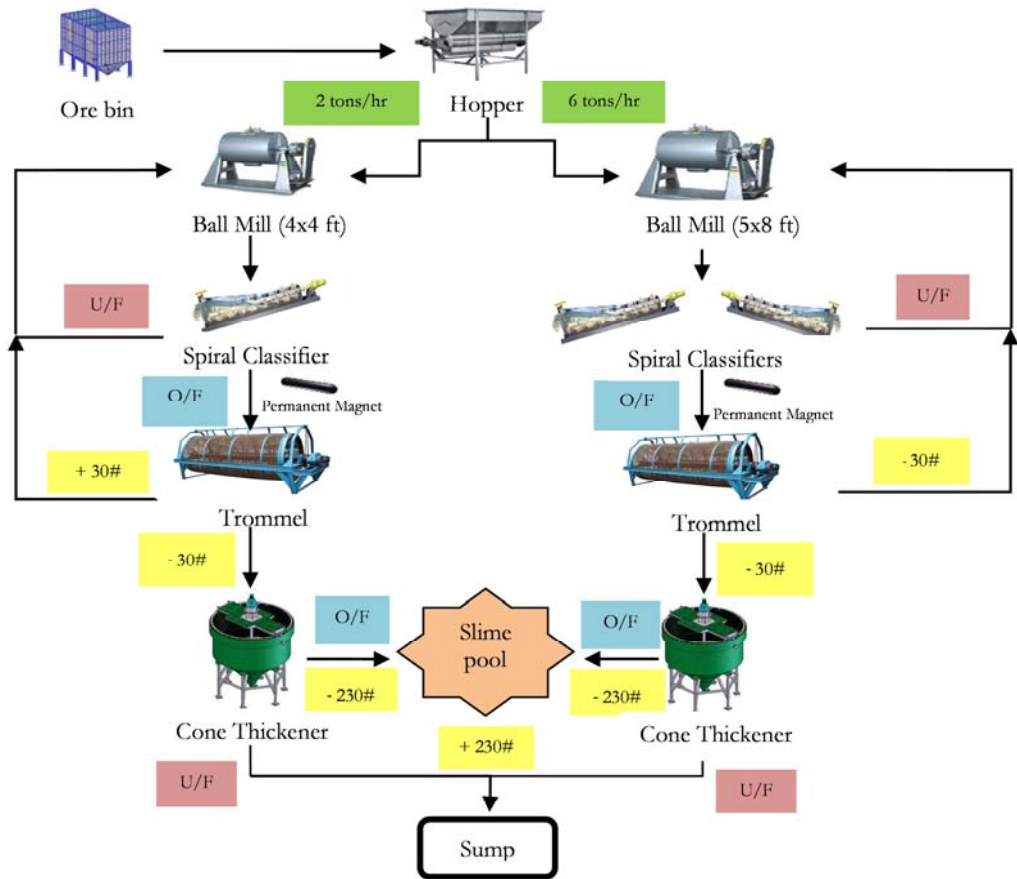 Ore bin
2 tons/hr
Hopper
6 tons/hr
Ball Mill (4x4 ft)
Ball Mill (5x8 ft)
U/F
U/F
Spiral Classifier
Spiral Classifiers
O/F
Permanent Magnet
O/F
Permanent Magnet
+ 30#
-30#
Trommel
Trommel
- 30#
- 30#
O/F
Slime
pool
O/F
- 230#
- 230#
Cone Thickener
+ 230#
Cone Thickener
U/F
U/F
Sump